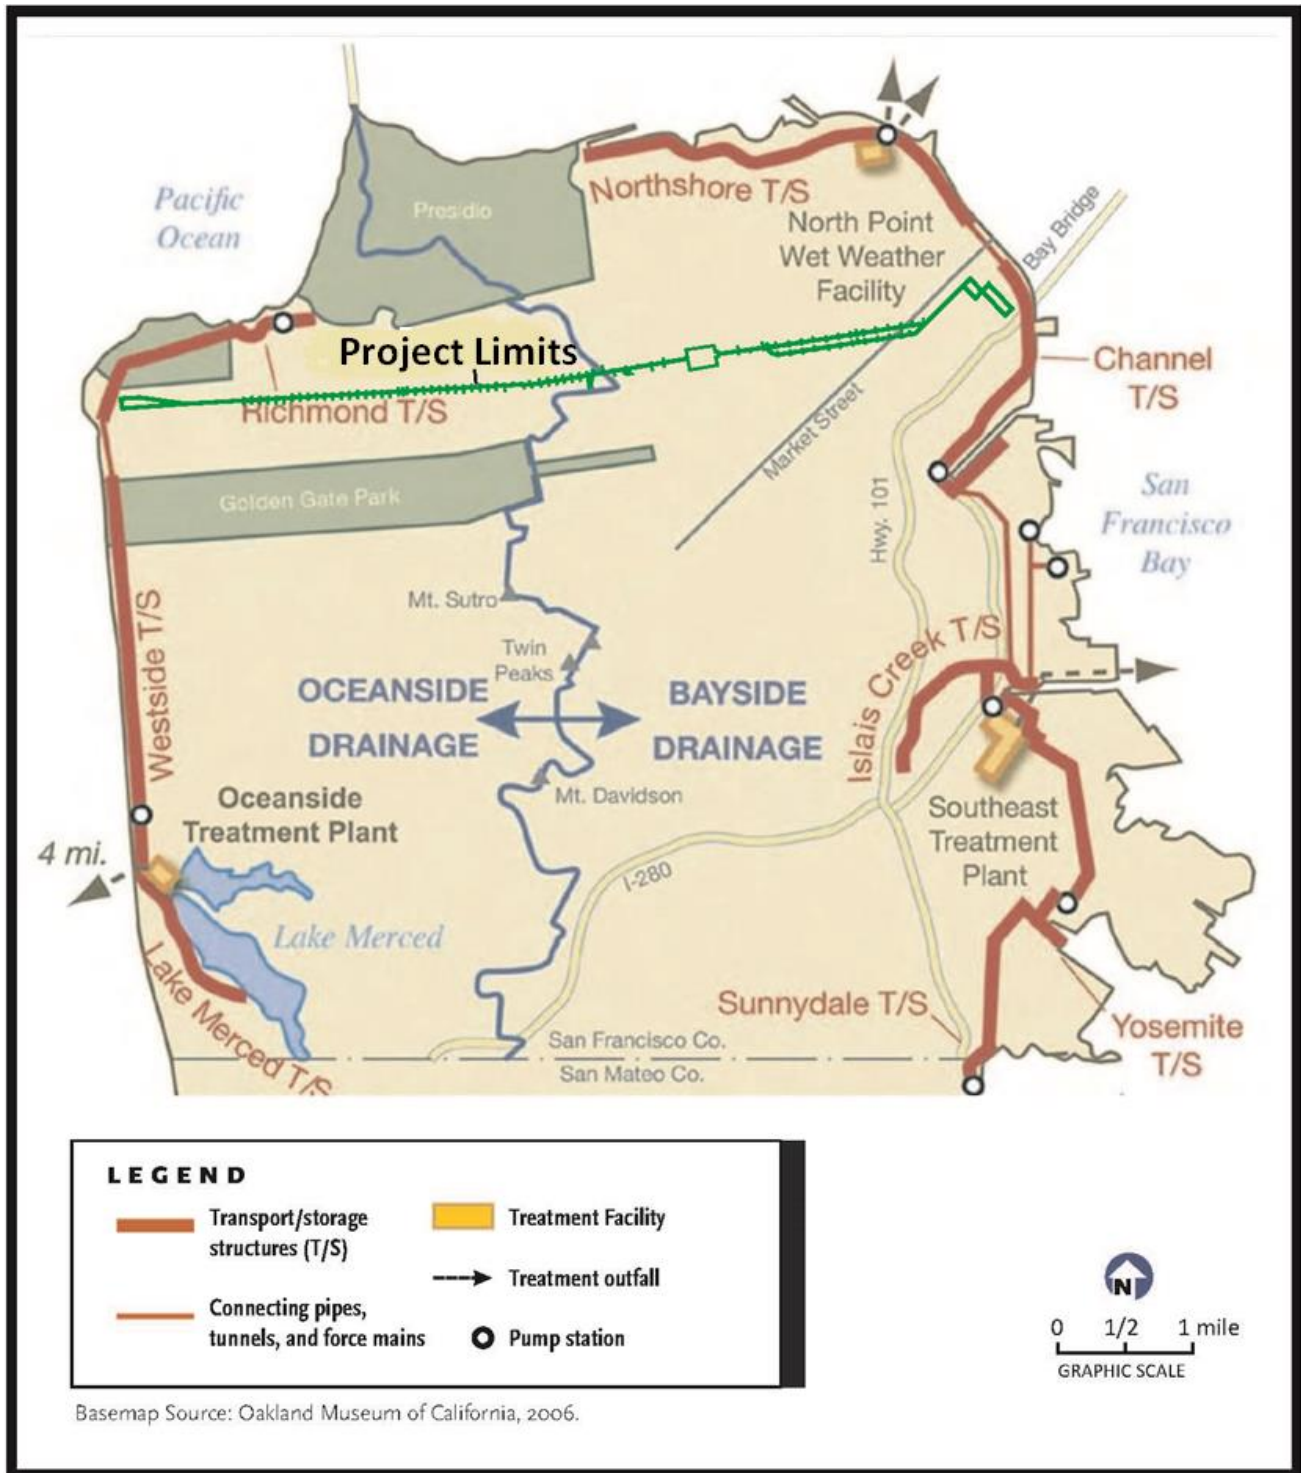 Pacific
Ocean
Presidio
Northshore T/S
North Point
Wet Weather
Facility
Bay Bridge
Project Limits
Richmond T/S
Channel
T/S
Market Street
Golden Gate Park
Hwy. 101
San
Francisco
Bay
Mt. Sutro
Twin
Peaks
Westside T/S
OCEANSIDE
DRAINAGE
BAYSIDE
DRAINAGE
Islais Creek T/S
Mt. Davidson
Oceanside
Treatment Plant
4 mi.
Southeast
Treatment
Plant
I-280
Lake Merced
Lake Merced T/S
Sunnydale T/S
Yosemite
T/S
San Francisco Co.
San Mateo Co.
LEGEND
Transport/storage
structures (T/S)
Connecting pipes,
tunnels, and force mains
Treatment Facility
Treatment outfall
Pump station
N
0 1/2 1 mile
GRAPHIC SCALE
Basemap Source: Oakland Museum of California, 2006.